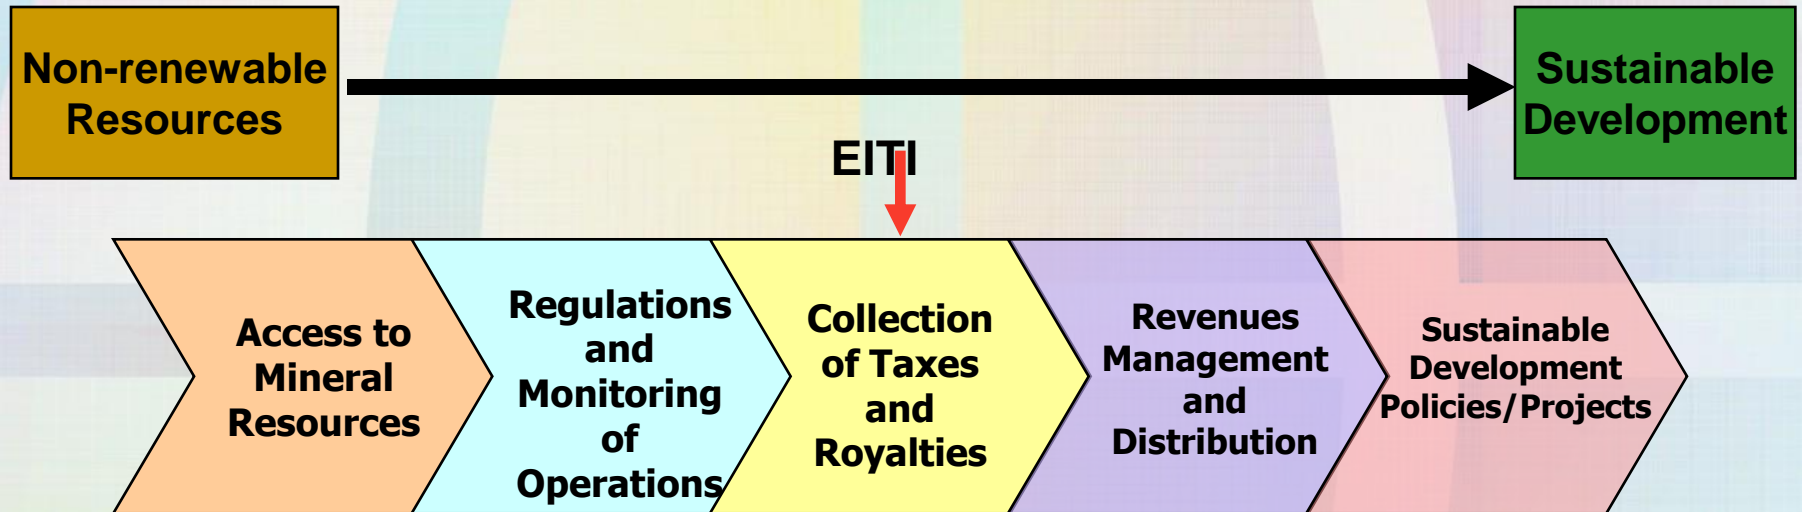 Non-renewable
Resources
Sustainable
Development
EITI
Access to
Mineral
Resources
Regulations
and
Monitoring
of
Operations
Collection
of Taxes
and
Royalties
Revenues
Management
and
Distribution
Sustainable
Development
Policies/Projects